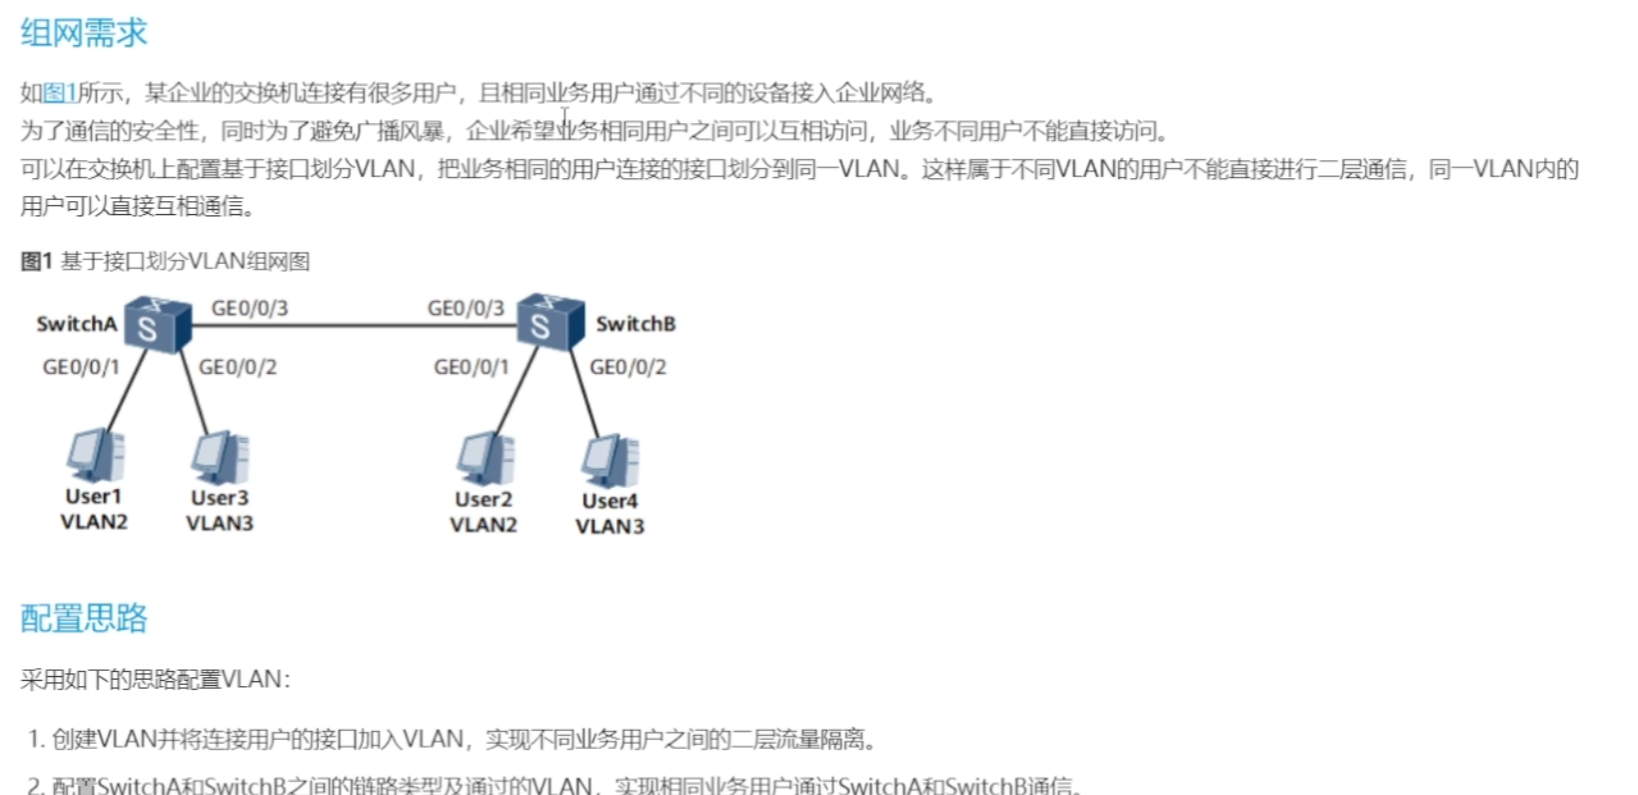 组网需求
如图1所示，某企业的交换机连接有很多用户，且相同业务用户通过不同的设备接入企业网络。
为了通信的安全性，同时为了避免广播风暴，企业希望业务相同用户之间可以互相访问，业务不同用户不能直接访问。
可以在交换机上配置基于接口划分VLAN，把业务相同的用户连接的接口划分到同一VLAN。这样属于不同VLAN的用户不能直接进行二层通信，同一VLAN内的
用户可以直接互相通信。
图1 基于接口划分VLAN组网图
GE0/0/3 GE0/0/3
SwitchA S S SwitchB
GE0/0/1 GE0/0/2 GE0/0/1 GE0/0/2
User1 User3 User2 User4
VLAN2 VLAN3 VLAN2 VLAN3
配置思路
采用如下的思路配置VLAN：
1. 创建VLAN并将连接用户的接口加入VLAN，实现不同业务用户之间的二层流量隔离。
2. 配置SwitchA和SwitchB之间的链路类型及通过的VLAN，实现相同业务用户通过SwitchA和SwitchB通信。